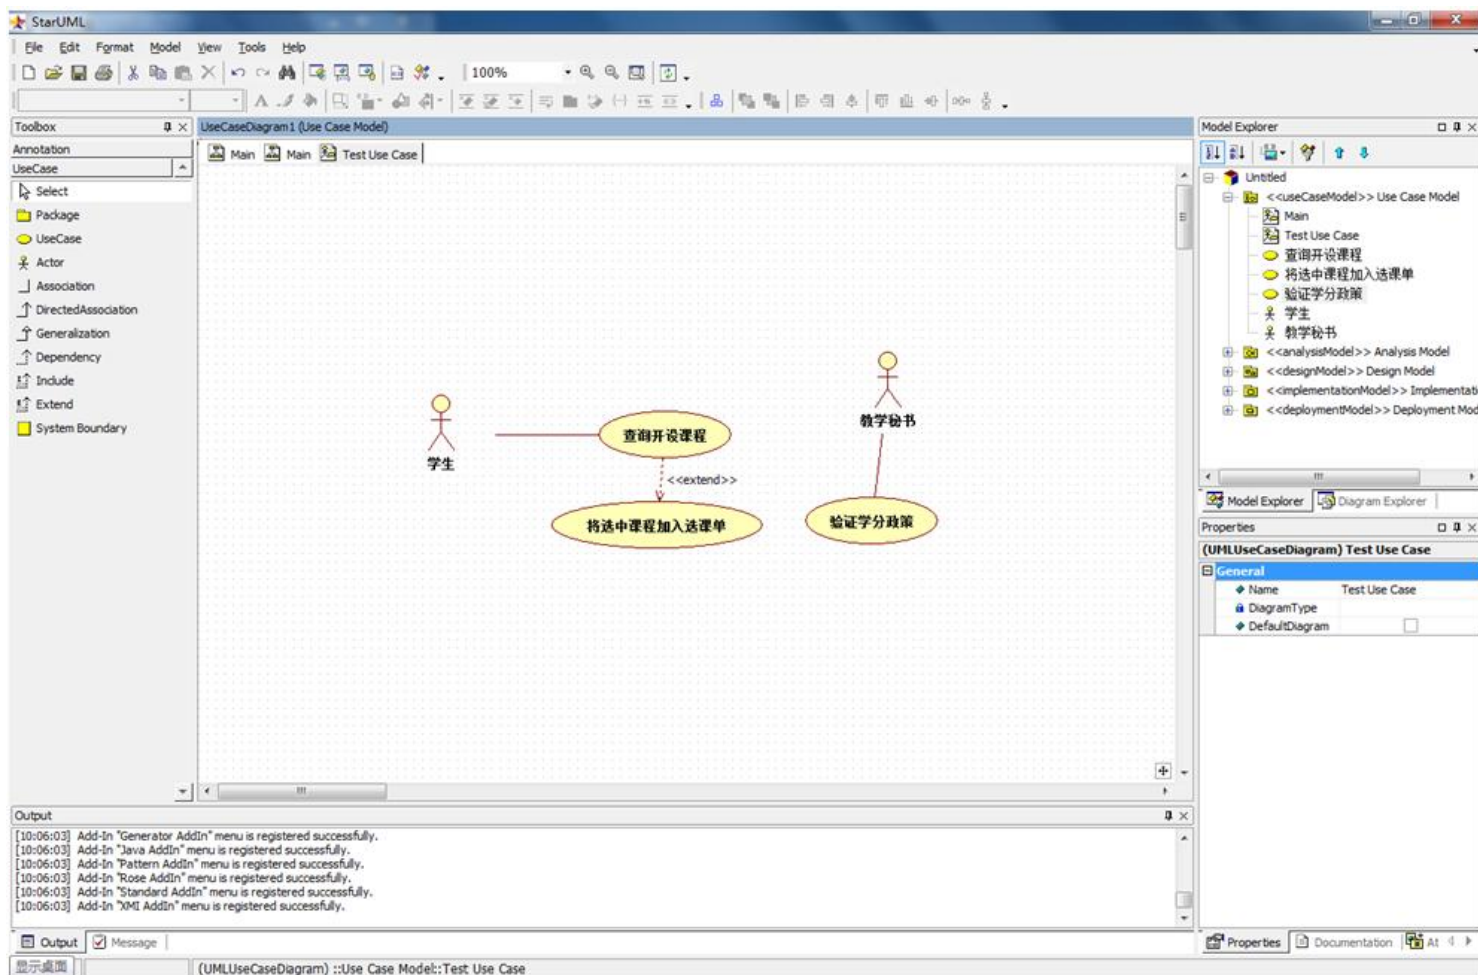 StarUML
File Edit Format Model View Tools Help
100%
Toolbox
Annotation
UseCase
Select
Package
UseCase
Actor
Association
DirectedAssociation
Generalization
Dependency
Include
Extend
System Boundary
UseCaseDiagram1 (Use Case Model)
Main Main Test Use Case
学生
查询开设课程
<<extend>>
将选中课程加入选课单
教学秘书
验证学分政策
Model Explorer
Untitled
<<useCaseModel>> Use Case Model
Main
Test Use Case
查询开设课程
将选中课程加入选课单
验证学分政策
学生
教学秘书
<<analysisModel>> Analysis Model
<<designModel>> Design Model
<<implementationModel>> Implementati
<<deploymentModel>> Deployment Mod
Model Explorer Diagram Explorer
Properties
(UMLUseCaseDiagram) Test Use Case
General
Name Test Use Case
DiagramType
DefaultDiagram
Output
[10:06:03] Add-In "Generator AddIn" menu is registered successfully.
[10:06:03] Add-In "Java AddIn" menu is registered successfully.
[10:06:03] Add-In "Pattern AddIn" menu is registered successfully.
[10:06:03] Add-In "Rose AddIn" menu is registered successfully.
[10:06:03] Add-In "Standard AddIn" menu is registered successfully.
[10:06:03] Add-In "XMI AddIn" menu is registered successfully.
Output Message
Properties Documentation At
显示桌面
(UMLUseCaseDiagram) ::Use Case Model::Test Use Case